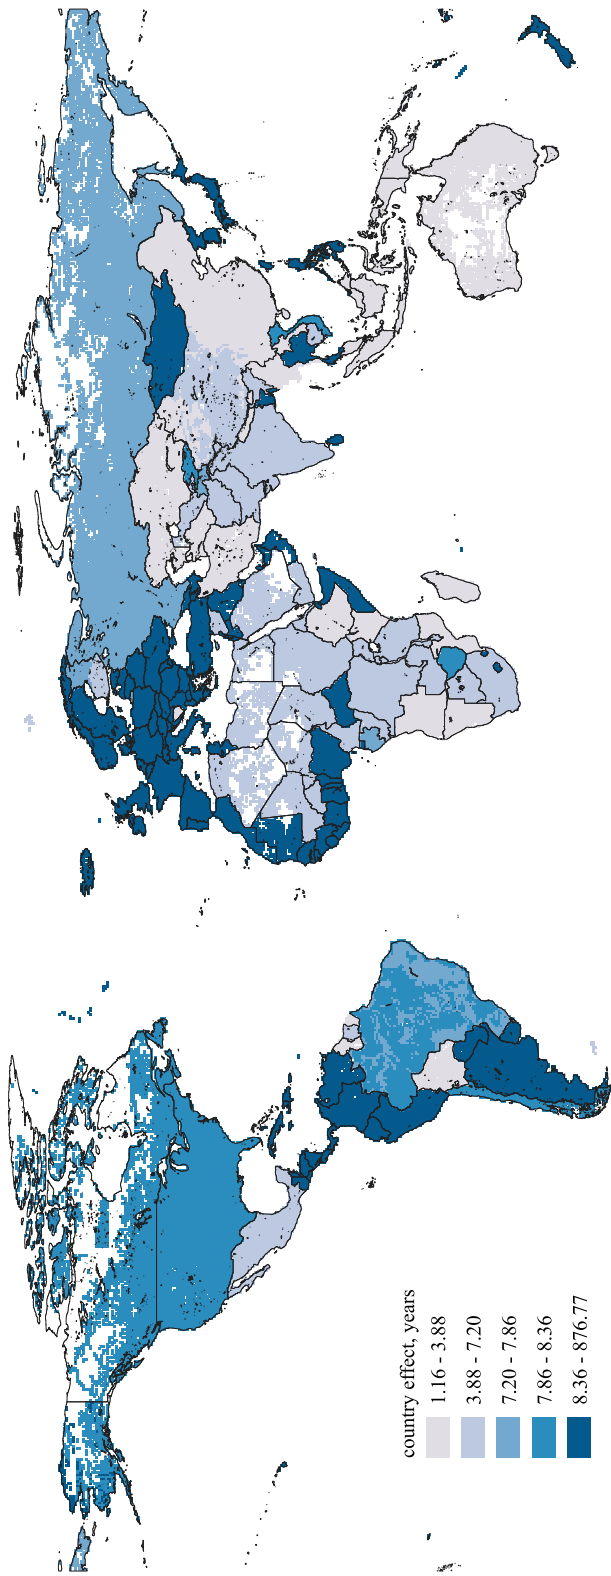 country effect, years
1.16 - 3.88
3.88 - 7.20
7.20 - 7.86
7.86 - 8.36
8.36 - 876.77